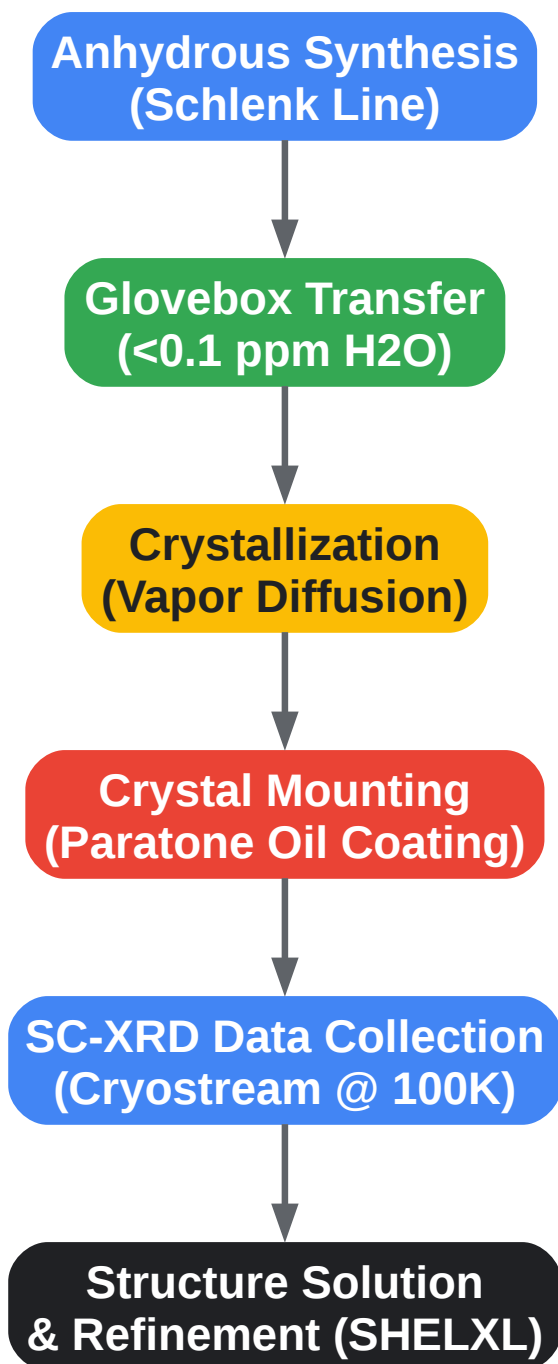 Anhydrous Synthesis
(Schlenk Line)
Glovebox Transfer
(<0.1 ppm H2O)
Crystallization
(Vapor Diffusion)
Crystal Mounting
(Paratone Oil Coating)
SC-XRD Data Collection
(Cryostream @ 100K)
Structure Solution
& Refinement (SHELXL)